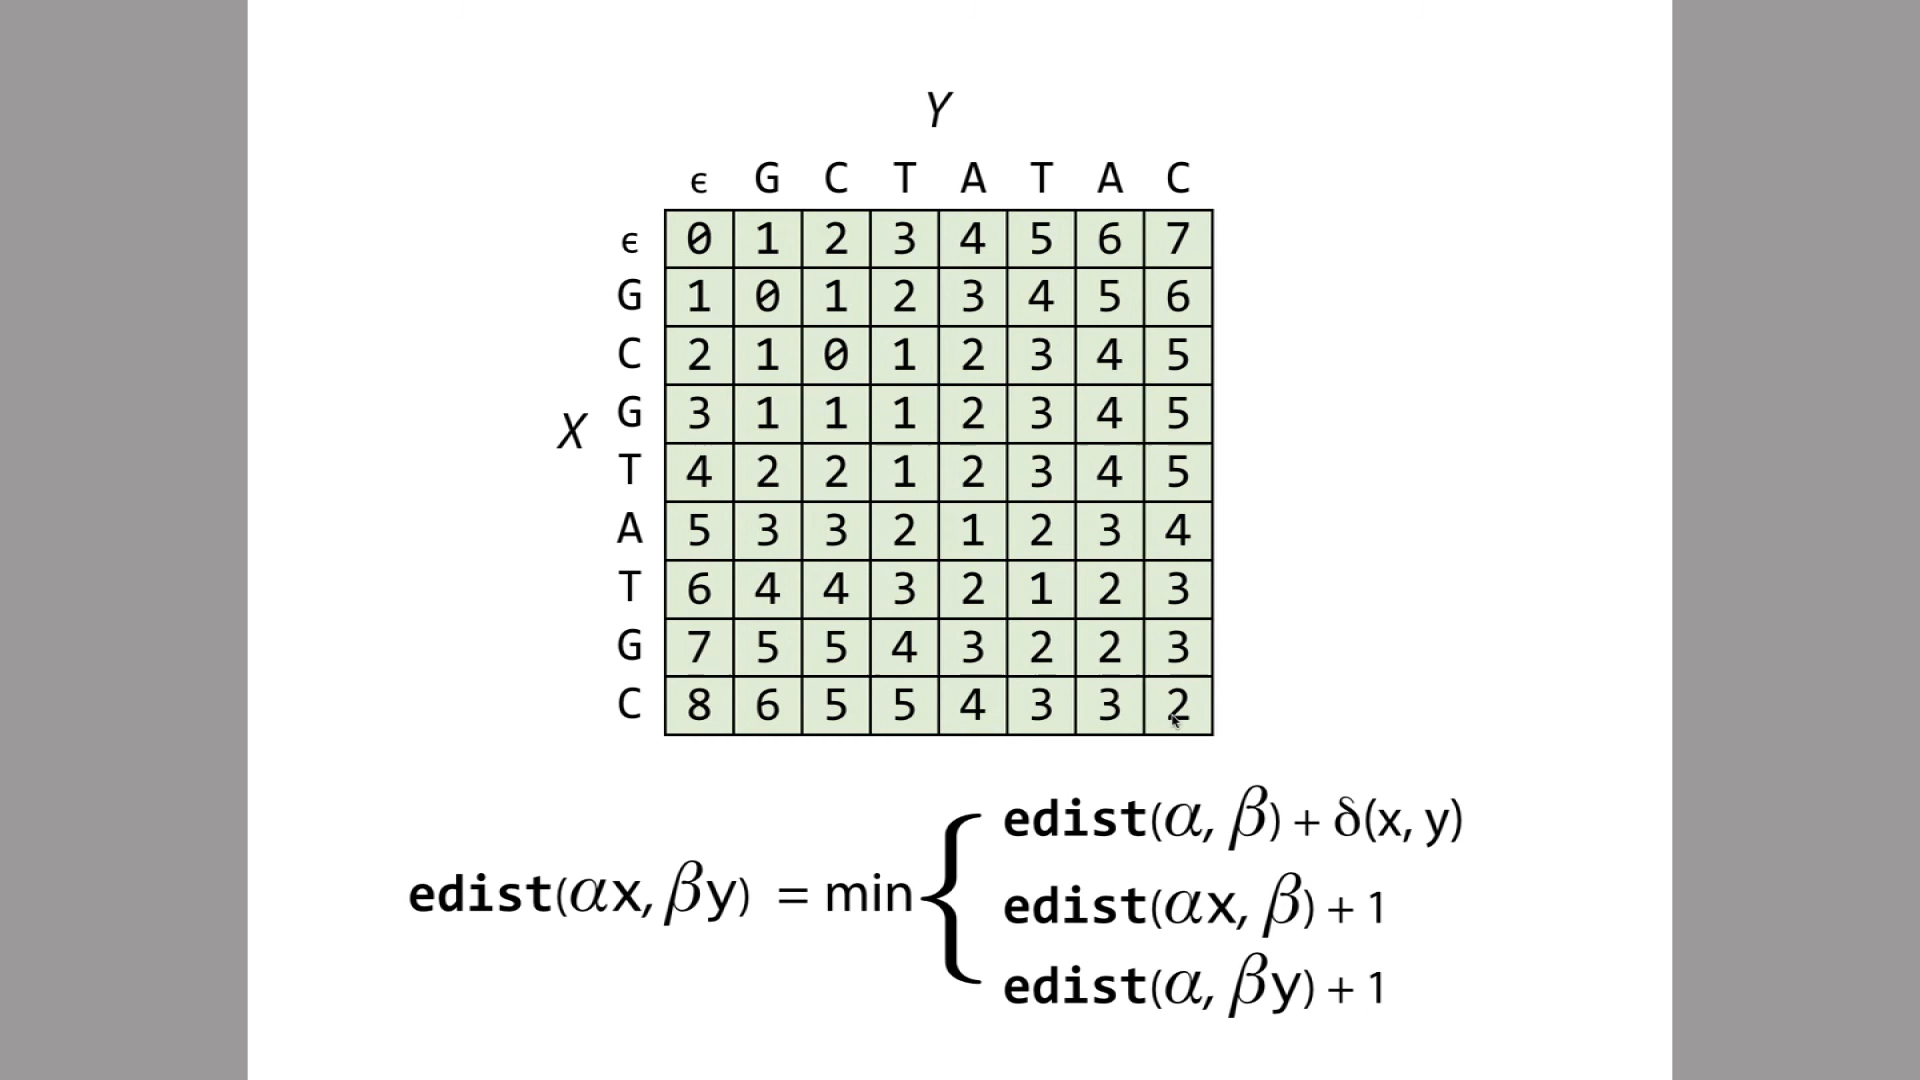 Y
ϵ G C T A T A C
ϵ 0 1 2 3 4 5 6 7
G 1 0 1 2 3 4 5 6
C 2 1 0 1 2 3 4 5
G 3 1 1 1 2 3 4 5
X
T 4 2 2 1 2 3 4 5
A 5 3 3 2 1 2 3 4
T 6 4 4 3 2 1 2 3
G 7 5 5 4 3 2 2 3
C 8 6 5 5 4 3 3 2
edist(α, β) + δ(x, y)
edist(αx, βy) = min {
edist(αx, β) + 1
edist(α, βy) + 1